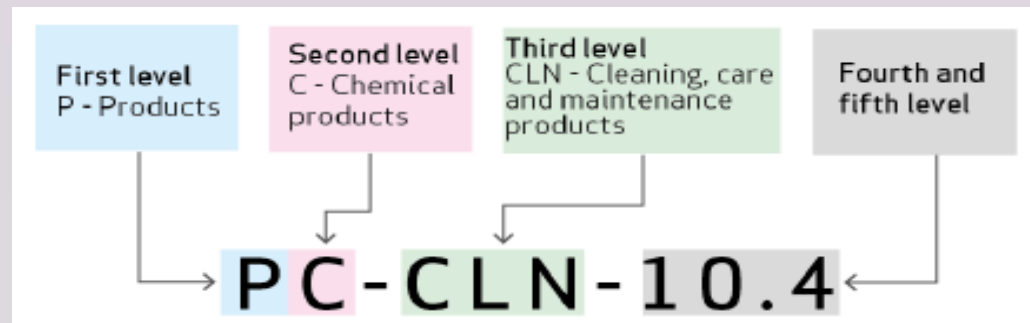 First level
P - Products
Second level
C - Chemical
products
Third level
CLN - Cleaning, care
and maintenance
products
Fourth and
fifth level
PC-CLN-10.4